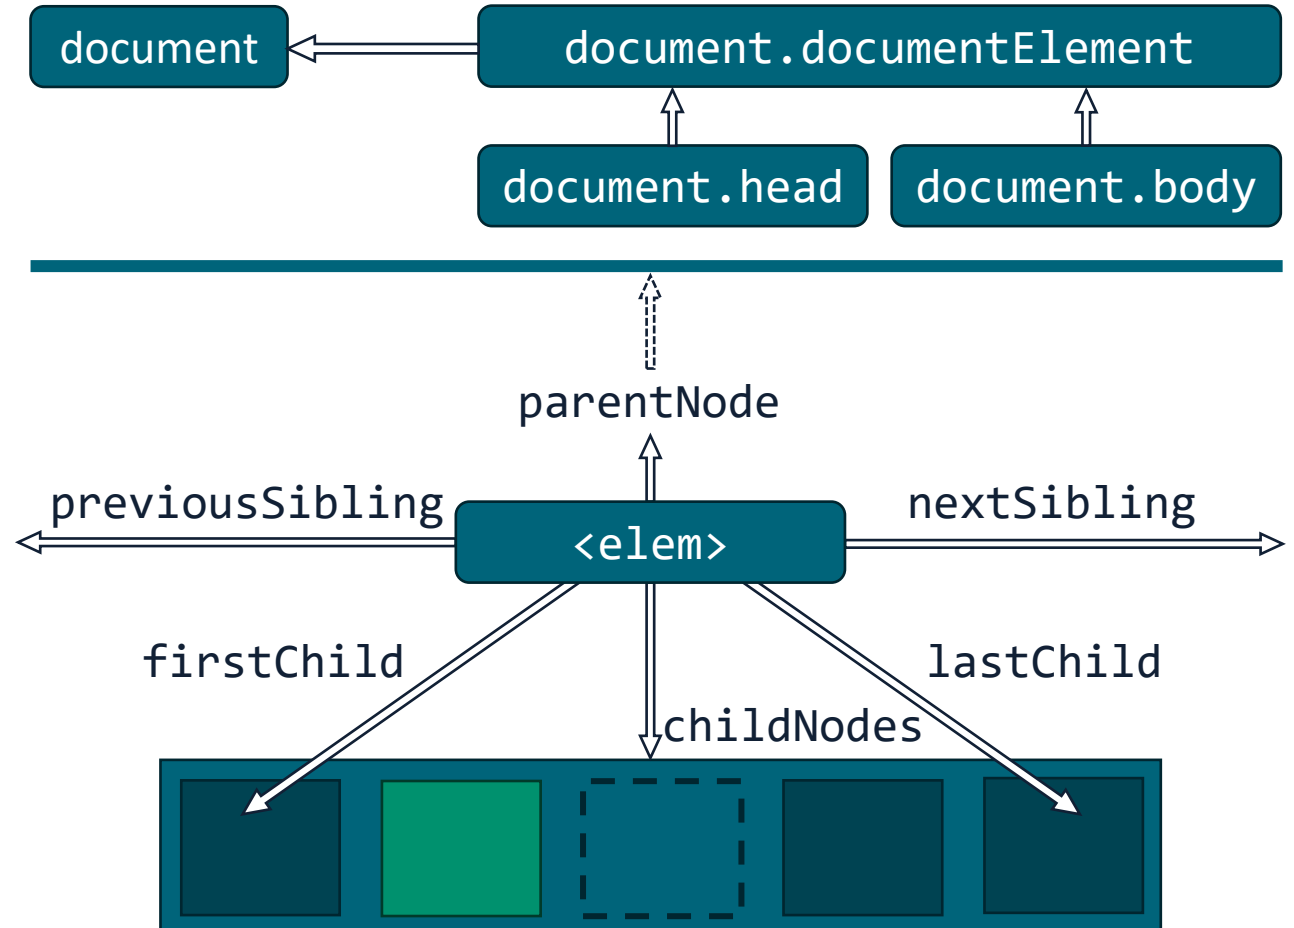 document
document.documentElement
document.head
document.body
parentNode
previousSibling
nextSibling
<elem>
firstChild
lastChild
childNodes